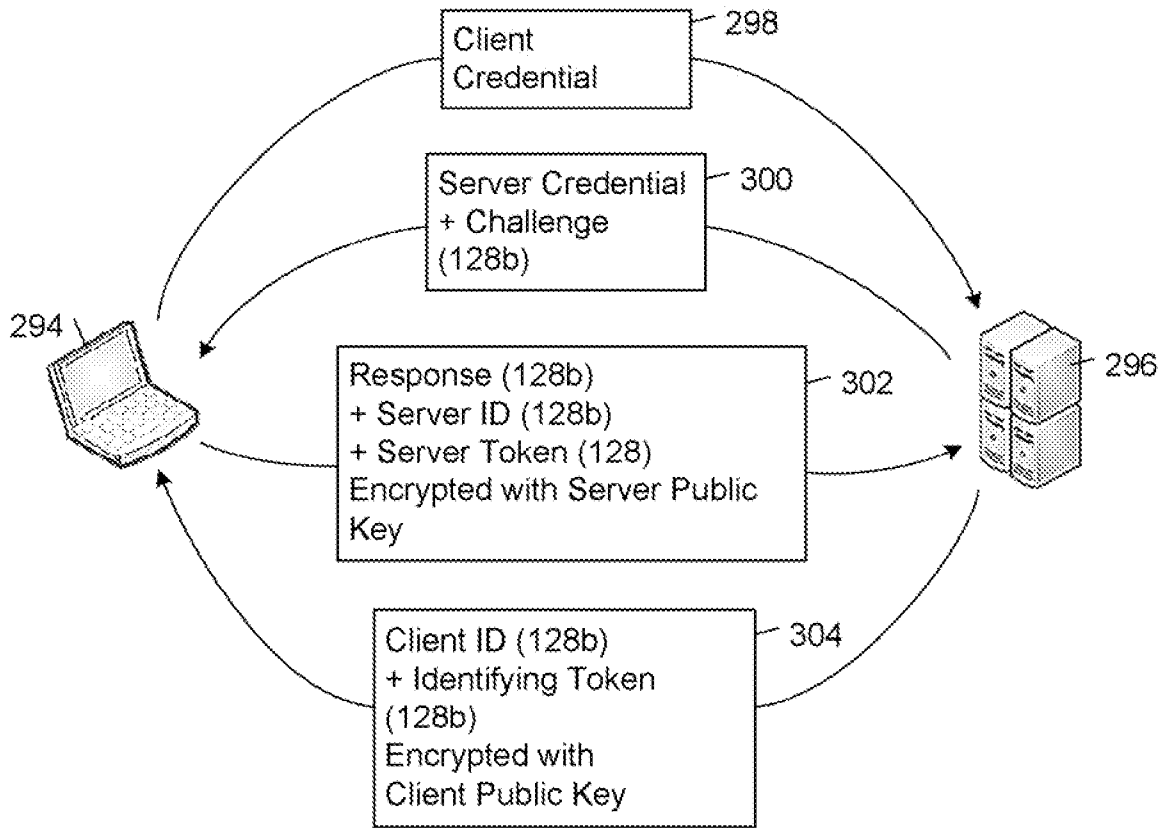 Client
Credential
298
Server Credential
+ Challenge
(128b)
300
294
296
Response (128b)
+ Server ID (128b)
+ Server Token (128)
Encrypted with Server Public
Key
302
Client ID (128b)
+ Identifying Token
(128b)
Encrypted with
Client Public Key
304